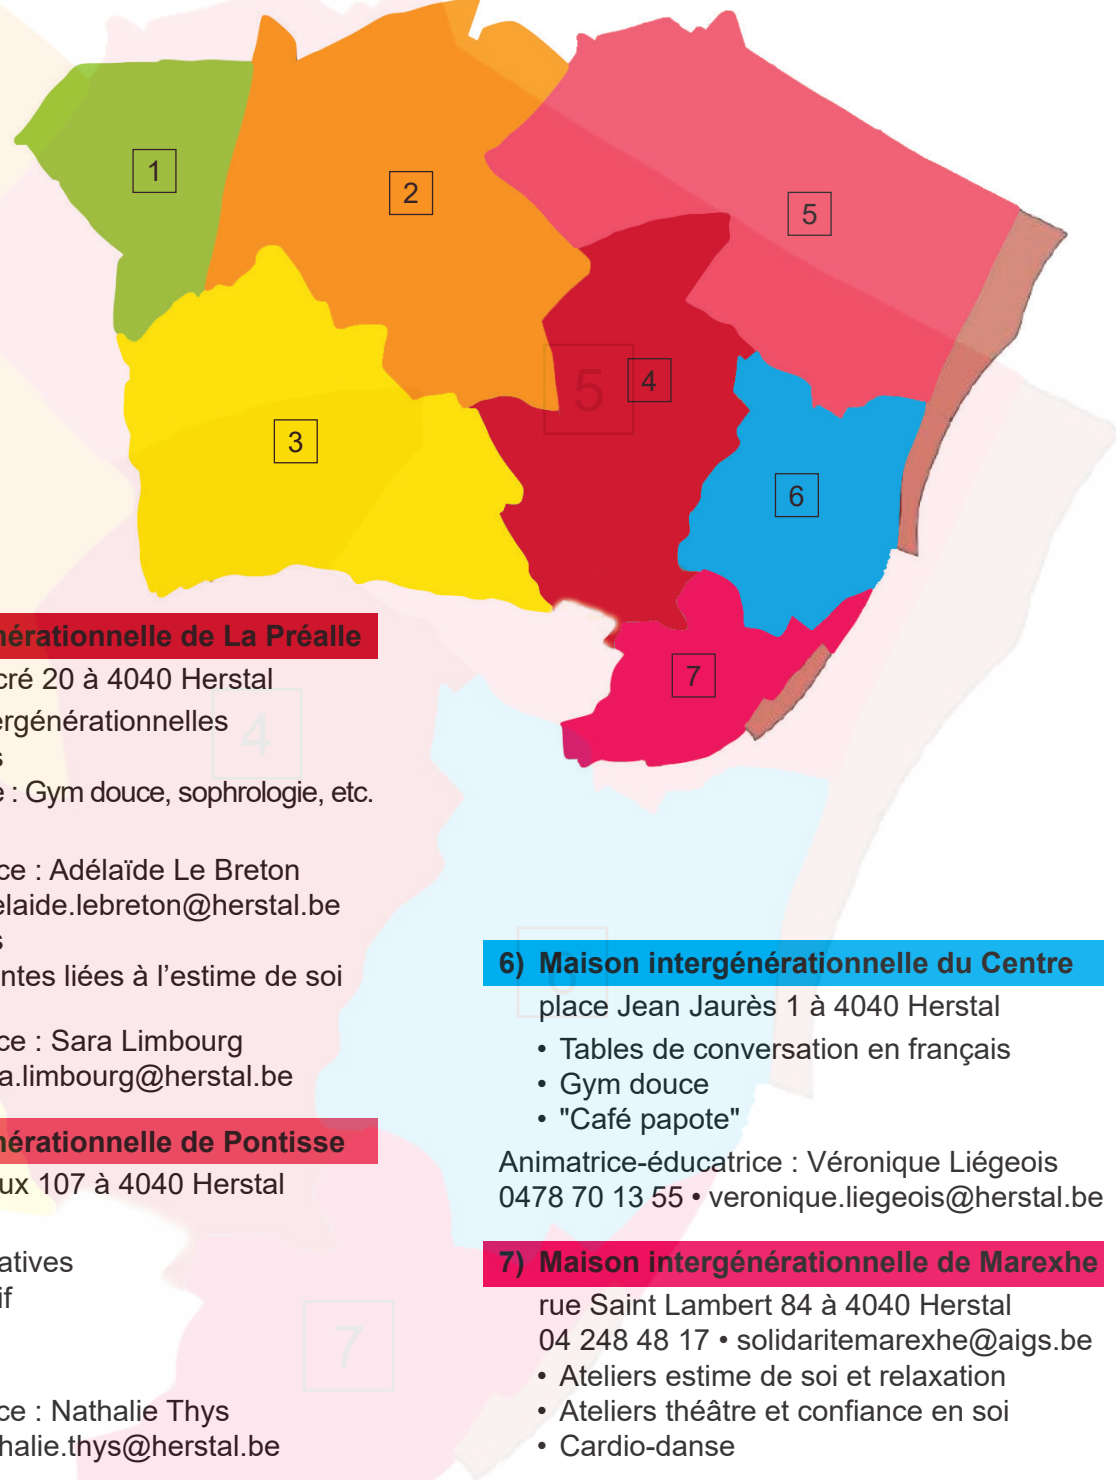 1
2
5
3
5
4
6
nérationnelle de La Préalle
cré 20 à 4040 Herstal
ergénérationnelles
s
e : Gym douce, sophrologie, etc.
ce : Adélaïde Le Breton
elaide.lebreton@herstal.be
s
ntes liées à l'estime de soi
ce : Sara Limbourg
a.limbourg@herstal.be
nérationnelle de Pontisse
ux 107 à 4040 Herstal
atives
if
ce : Nathalie Thys
halie.thys@herstal.be
7
4
6
7
6) Maison intergénérationnelle du Centre
place Jean Jaurès 1 à 4040 Herstal
• Tables de conversation en français
• Gym douce
• "Café papote"
Animatrice-éducatrice : Véronique Liégeois
0478 70 13 55 • veronique.liegeois@herstal.be
7) Maison intergénérationnelle de Marexhe
rue Saint Lambert 84 à 4040 Herstal
04 248 48 17 • solidaritemarexhe@aigs.be
• Ateliers estime de soi et relaxation
• Ateliers théâtre et confiance en soi
• Cardio-danse